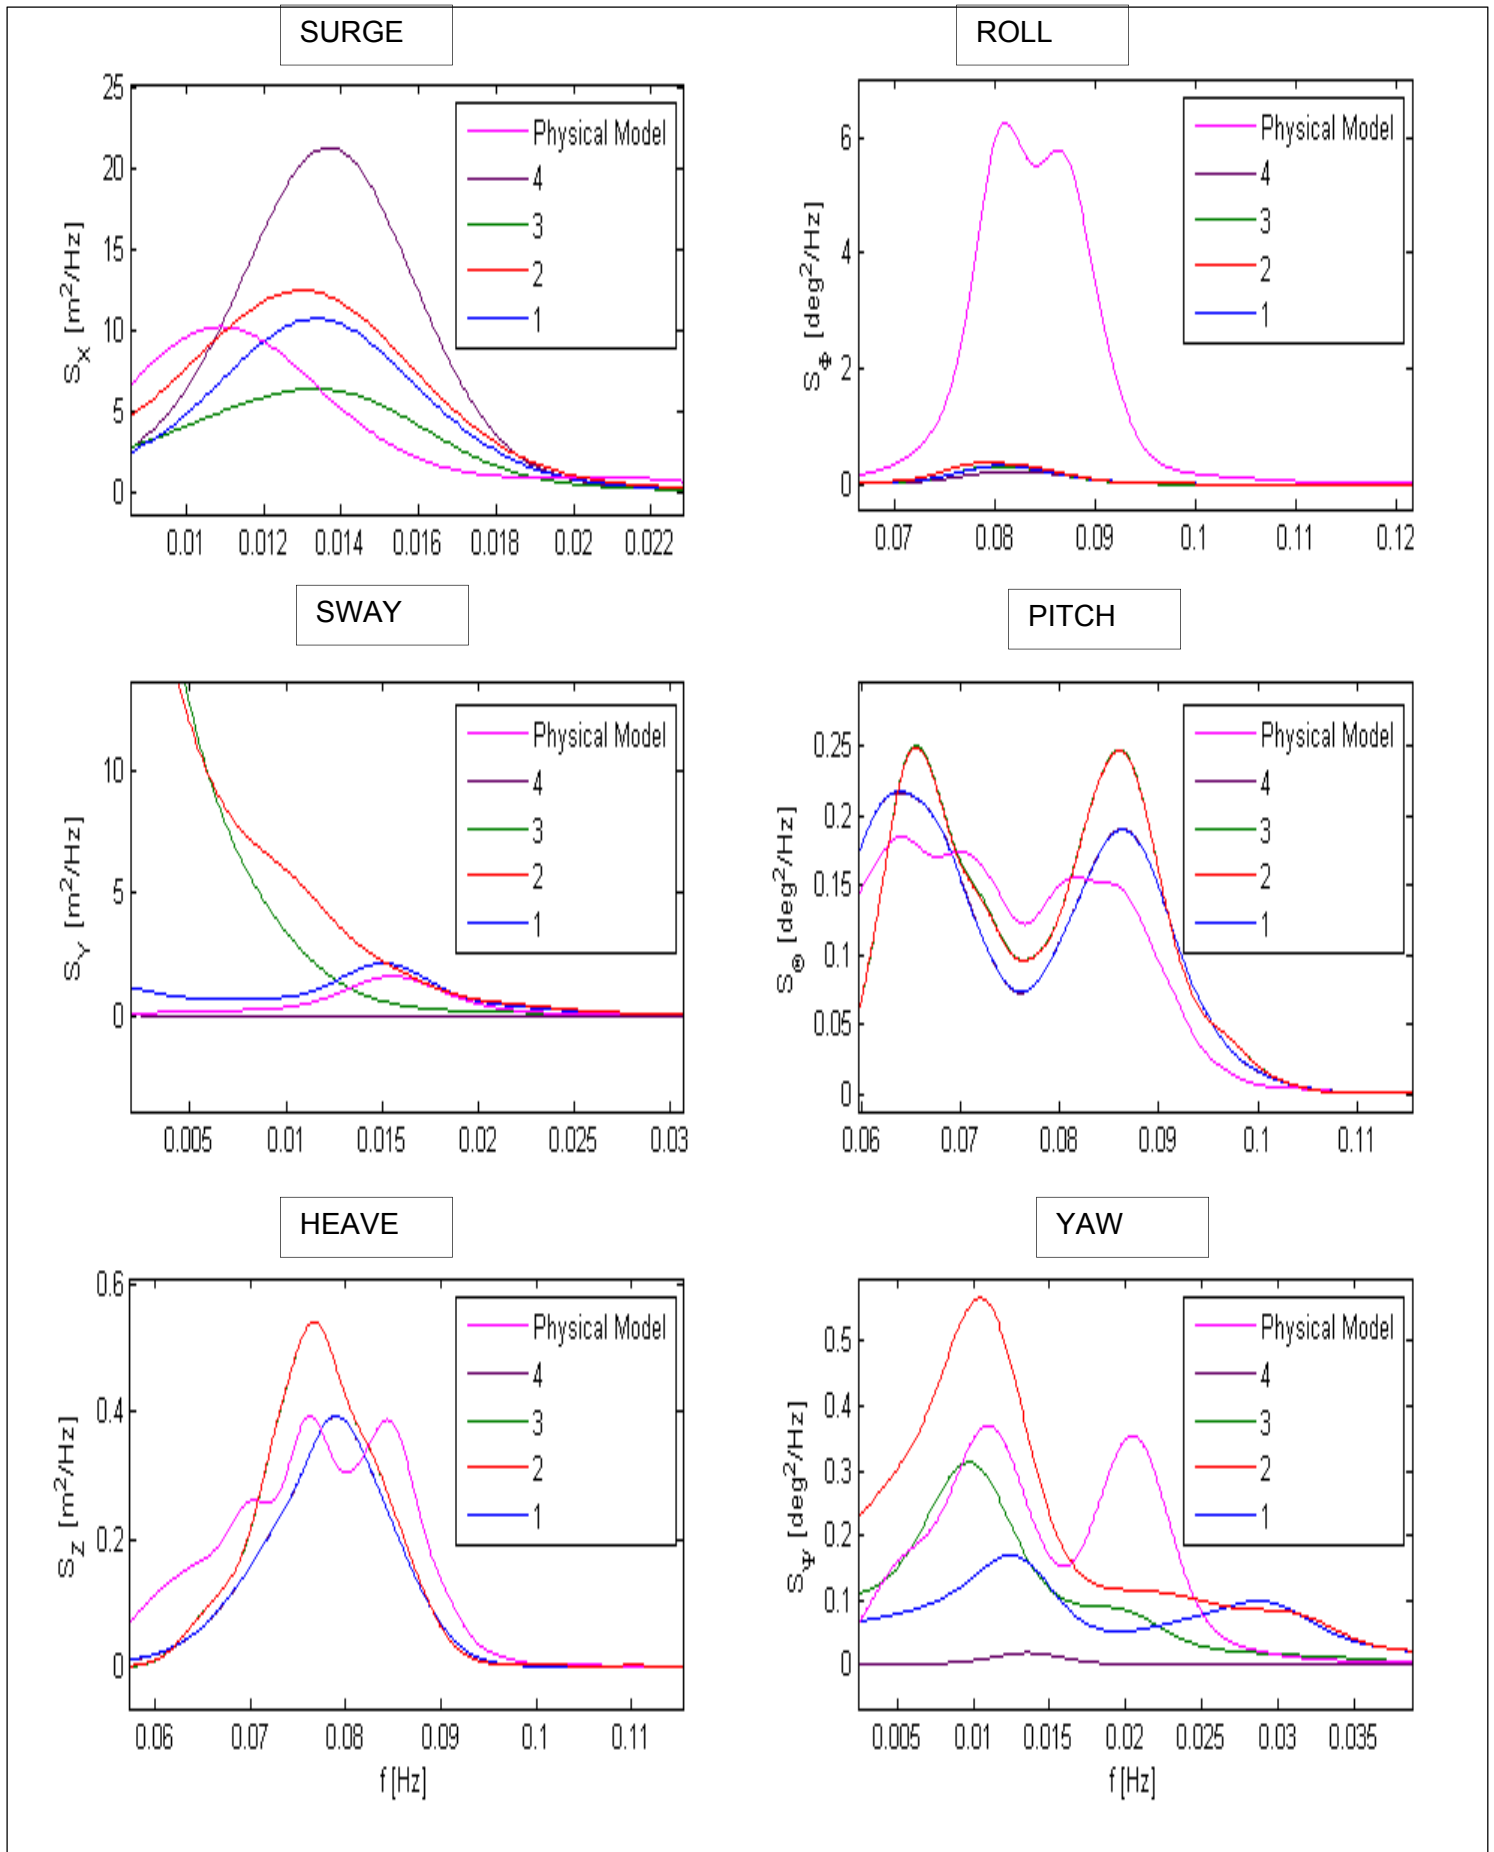 SURGE
25
20
15
10
5
0
S_X [m²/Hz]
Physical Model
4
3
2
1
0.01 0.012 0.014 0.016 0.018 0.02 0.022
ROLL
6
4
2
0
S_Φ [deg²/Hz]
Physical Model
4
3
2
1
0.07 0.08 0.09 0.1 0.11 0.12
SWAY
10
5
0
S_Y [m²/Hz]
Physical Model
4
3
2
1
0.005 0.01 0.015 0.02 0.025 0.03
PITCH
0.25
0.2
0.15
0.1
0.05
0
S_Θ [deg²/Hz]
Physical Model
4
3
2
1
0.06 0.07 0.08 0.09 0.1 0.11
HEAVE
0.6
0.4
0.2
0
S_Z [m²/Hz]
Physical Model
4
3
2
1
0.06 0.07 0.08 0.09 0.1 0.11
f [Hz]
YAW
0.5
0.4
0.3
0.2
0.1
0
S_Ψ [deg²/Hz]
Physical Model
4
3
2
1
0.005 0.01 0.015 0.02 0.025 0.03 0.035
f [Hz]